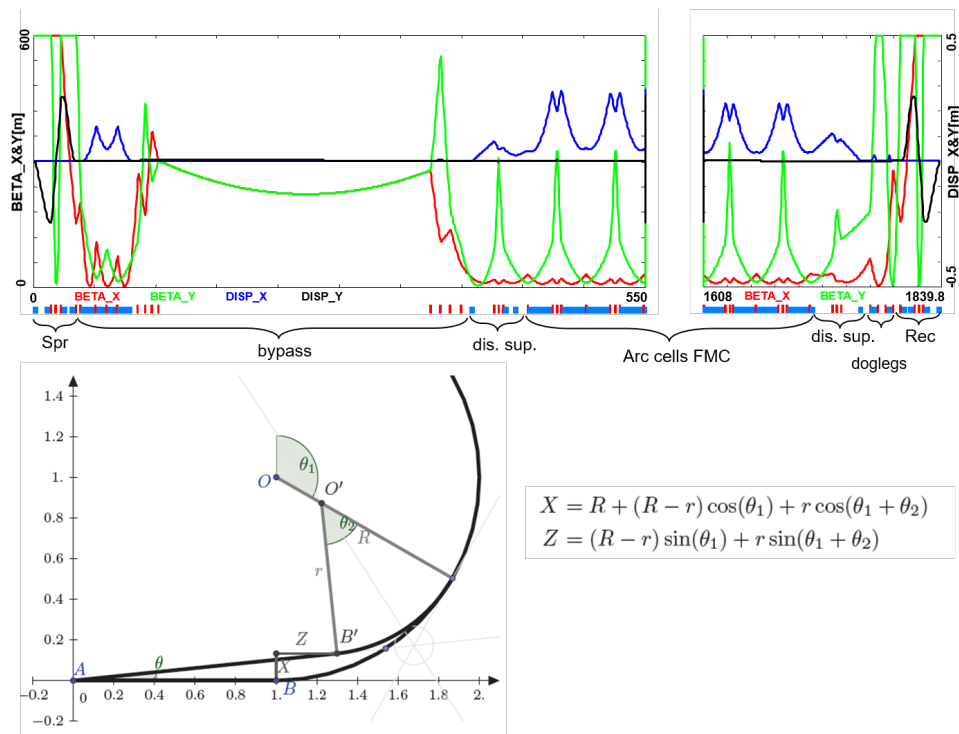 600
BETA_X&Y[m]
0
0
BETA_X BETA_Y DISP_X DISP_Y
550
1608 BETA_X BETA_Y 1839.8
0.5
DISP_X&Y[m]
-0.5
Spr
bypass
dis. sup.
Arc cells FMC
dis. sup.
doglegs
Rec
1.4
1.2
1.
0.8
0.6
0.4
0.2
0
−0.2
−0.2 0 0.2 0.4 0.6 0.8 1. 1.2 1.4 1.6 1.8 2.
O
θ1
O′
θ2
R
r
Z
B′
X
A
θ
B
X = R + (R − r) cos(θ1) + r cos(θ1 + θ2)
Z = (R − r) sin(θ1) + r sin(θ1 + θ2)